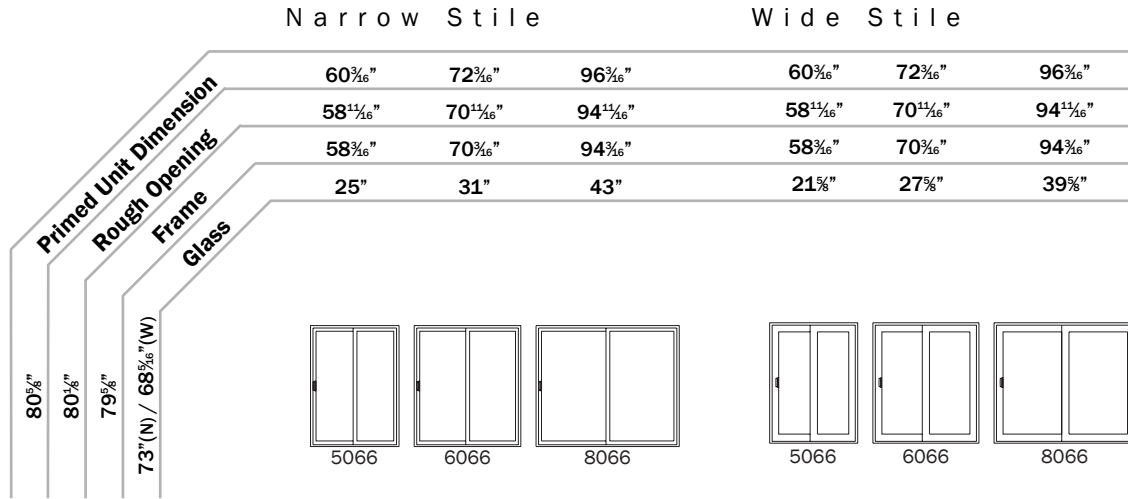 Narrow Stile Wide Stile
Primed Unit Dimension 60³⁄₁₆” 72³⁄₁₆” 96³⁄₁₆” 60³⁄₁₆” 72³⁄₁₆” 96³⁄₁₆”
Rough Opening 58¹¹⁄₁₆” 70¹¹⁄₁₆” 94¹¹⁄₁₆” 58¹¹⁄₁₆” 70¹¹⁄₁₆” 94¹¹⁄₁₆”
Frame 58³⁄₁₆” 70³⁄₁₆” 94³⁄₁₆” 58³⁄₁₆” 70³⁄₁₆” 94³⁄₁₆”
Glass 25” 31” 43” 21⅝” 27⅝” 39⅝”
80⅝”
80⅛”
79⅝”
73”(N) / 68⁵⁄₁₆”(W)
5066 6066 8066 5066 6066 8066